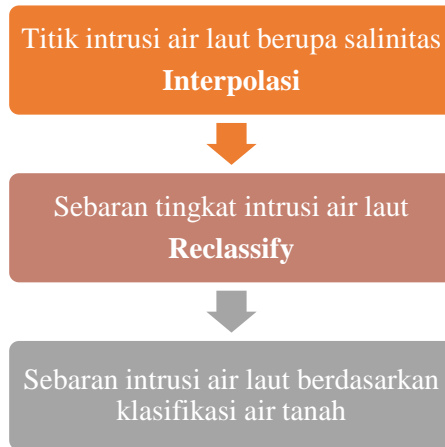 Titik intrusi air laut berupa salinitas
Interpolasi
Sebaran tingkat intrusi air laut
Reclassify
Sebaran intrusi air laut berdasarkan
klasifikasi air tanah